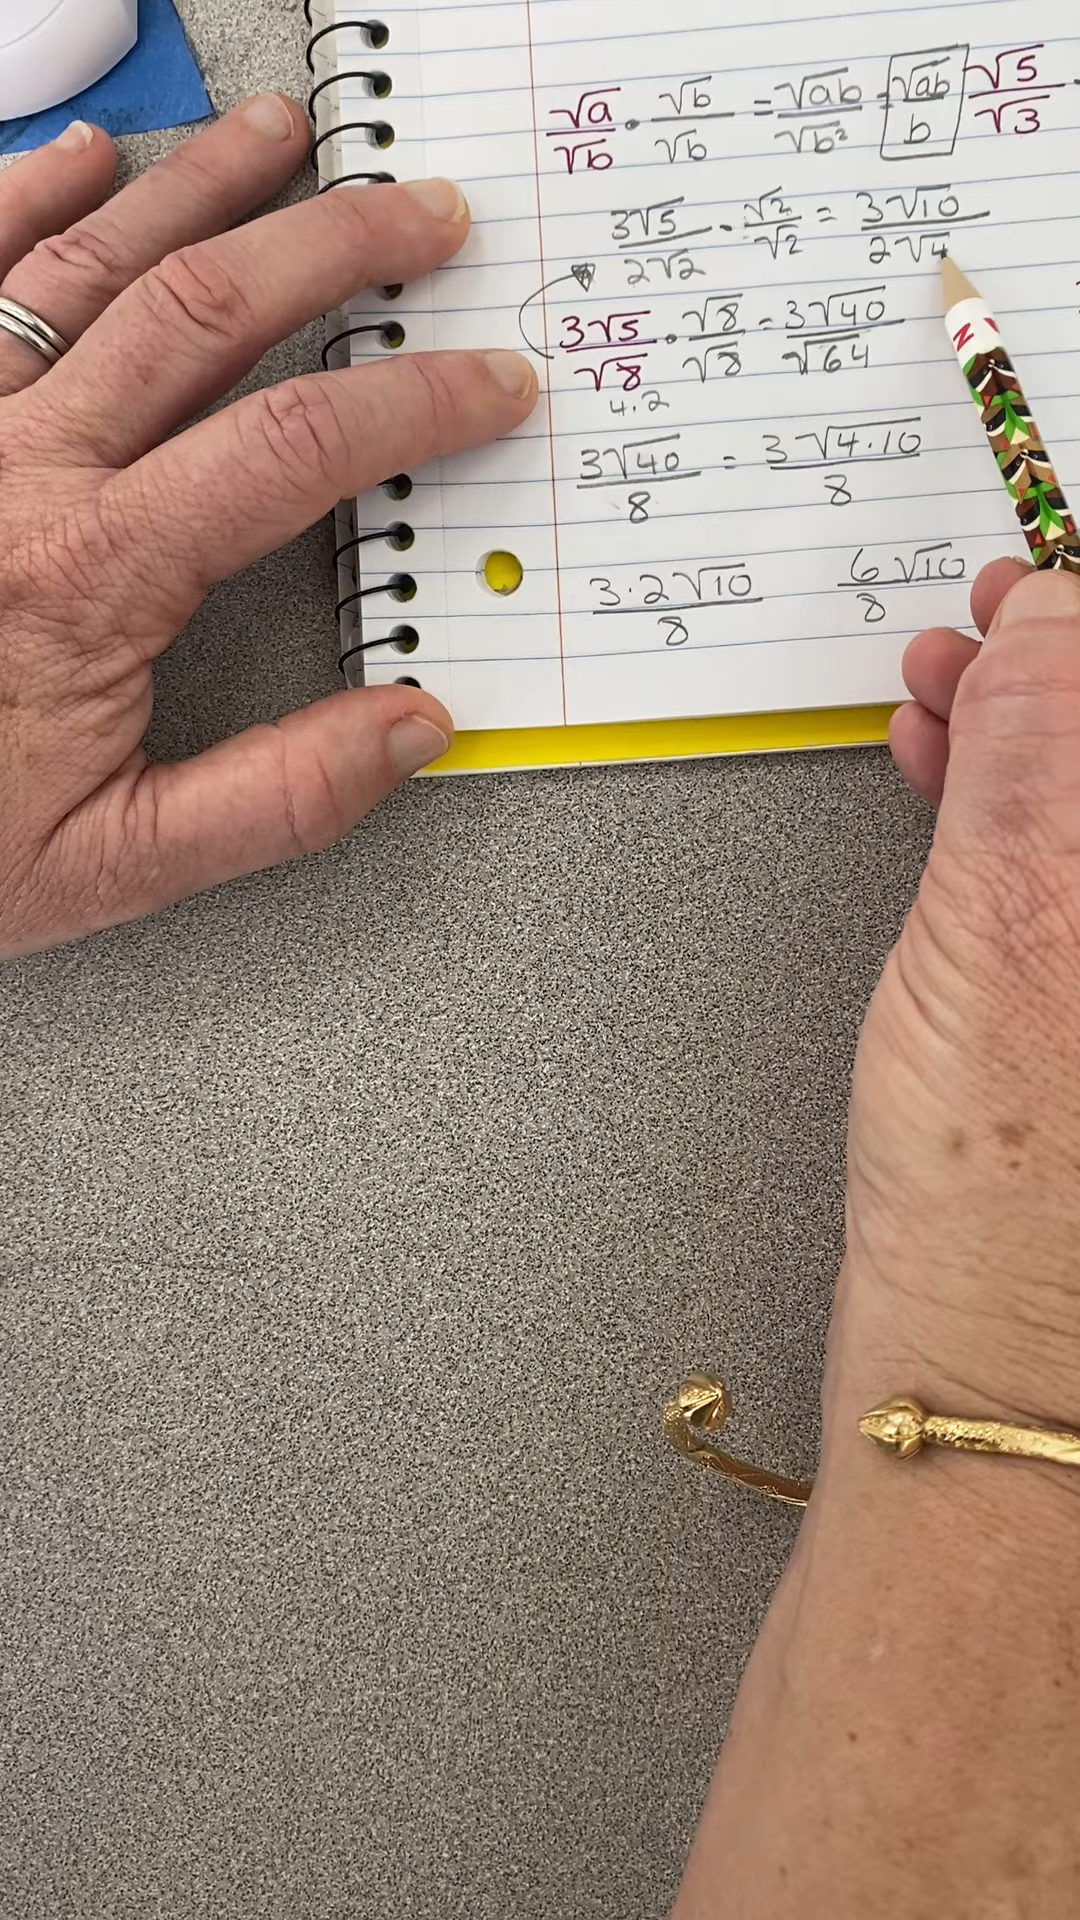 √a/√b · √b/√b = √ab/√b² = √ab/b √5/√3
3√5/2√2 · √2/√2 = 3√10/2√4
3√5/√8 · √8/√8 = 3√40/√64
4.2
3√40/8 = 3√4·10/8
3·2√10/8 6√10/8